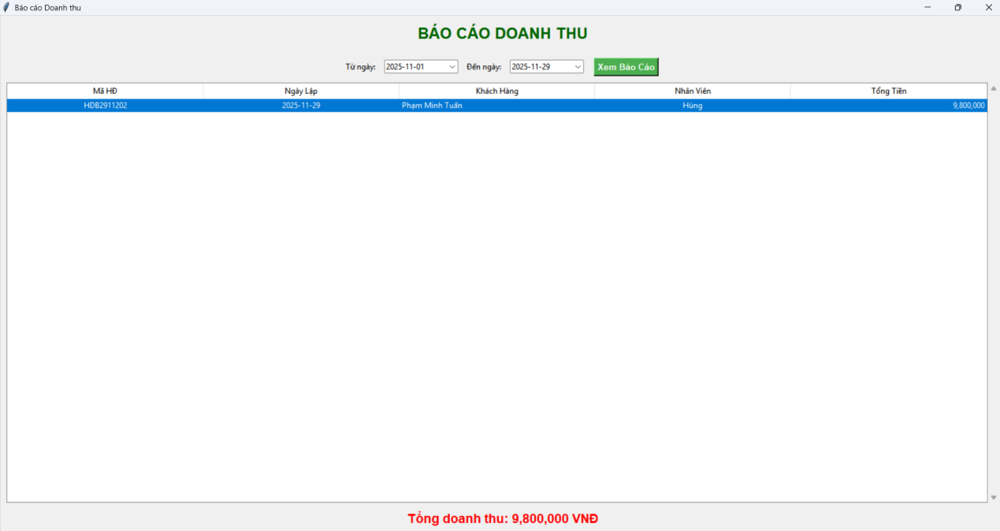 Báo cáo Doanh thu
BÁO CÁO DOANH THU
Từ ngày: 2025-11-01 Đến ngày: 2025-11-29 Xem Báo Cáo
Mã HĐ Ngày Lập Khách Hàng Nhân Viên Tổng Tiền
HDB2911202 2025-11-29 Phạm Minh Tuấn Hùng 9,800,000
Tổng doanh thu: 9,800,000 VNĐ